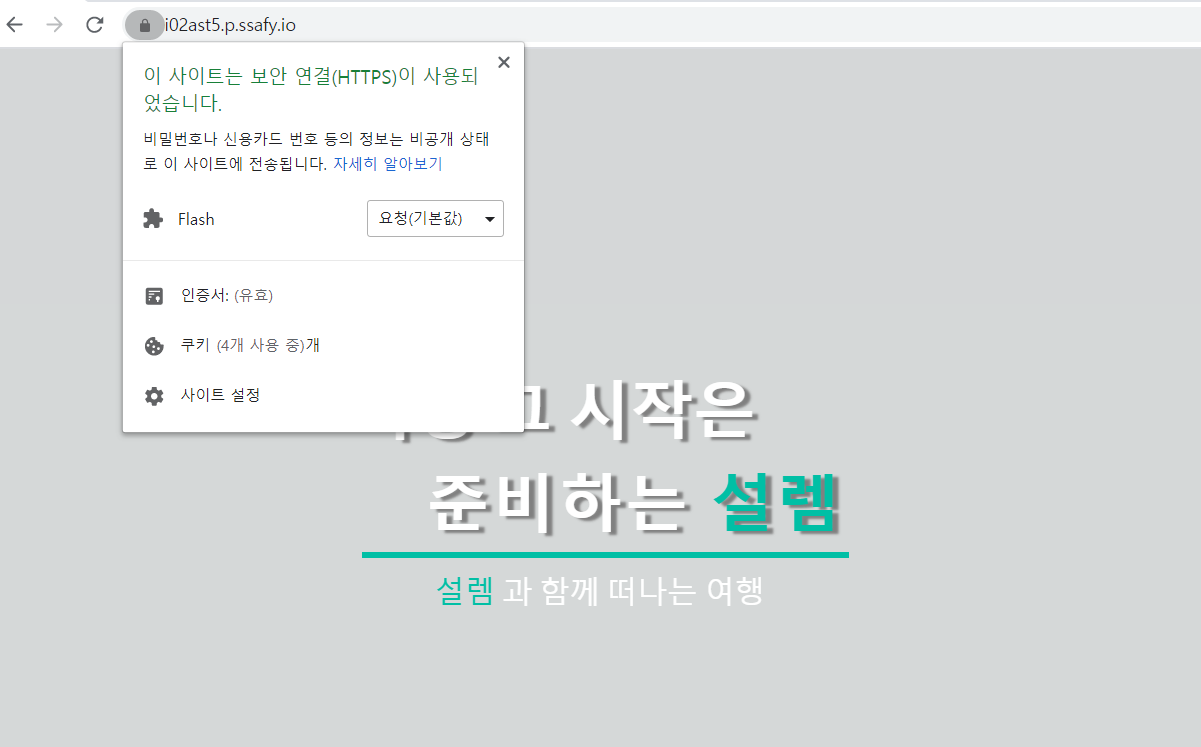 i02ast5.p.ssafy.io
이 사이트는 보안 연결(HTTPS)이 사용되
었습니다.
비밀번호나 신용카드 번호 등의 정보는 비공개 상태
로 이 사이트에 전송됩니다. 자세히 알아보기
Flash 요청(기본값)
인증서: (유효)
쿠키 (4개 사용 중)개
사이트 설정
그 시작은
준비하는 설렘
설렘 과 함께 떠나는 여행